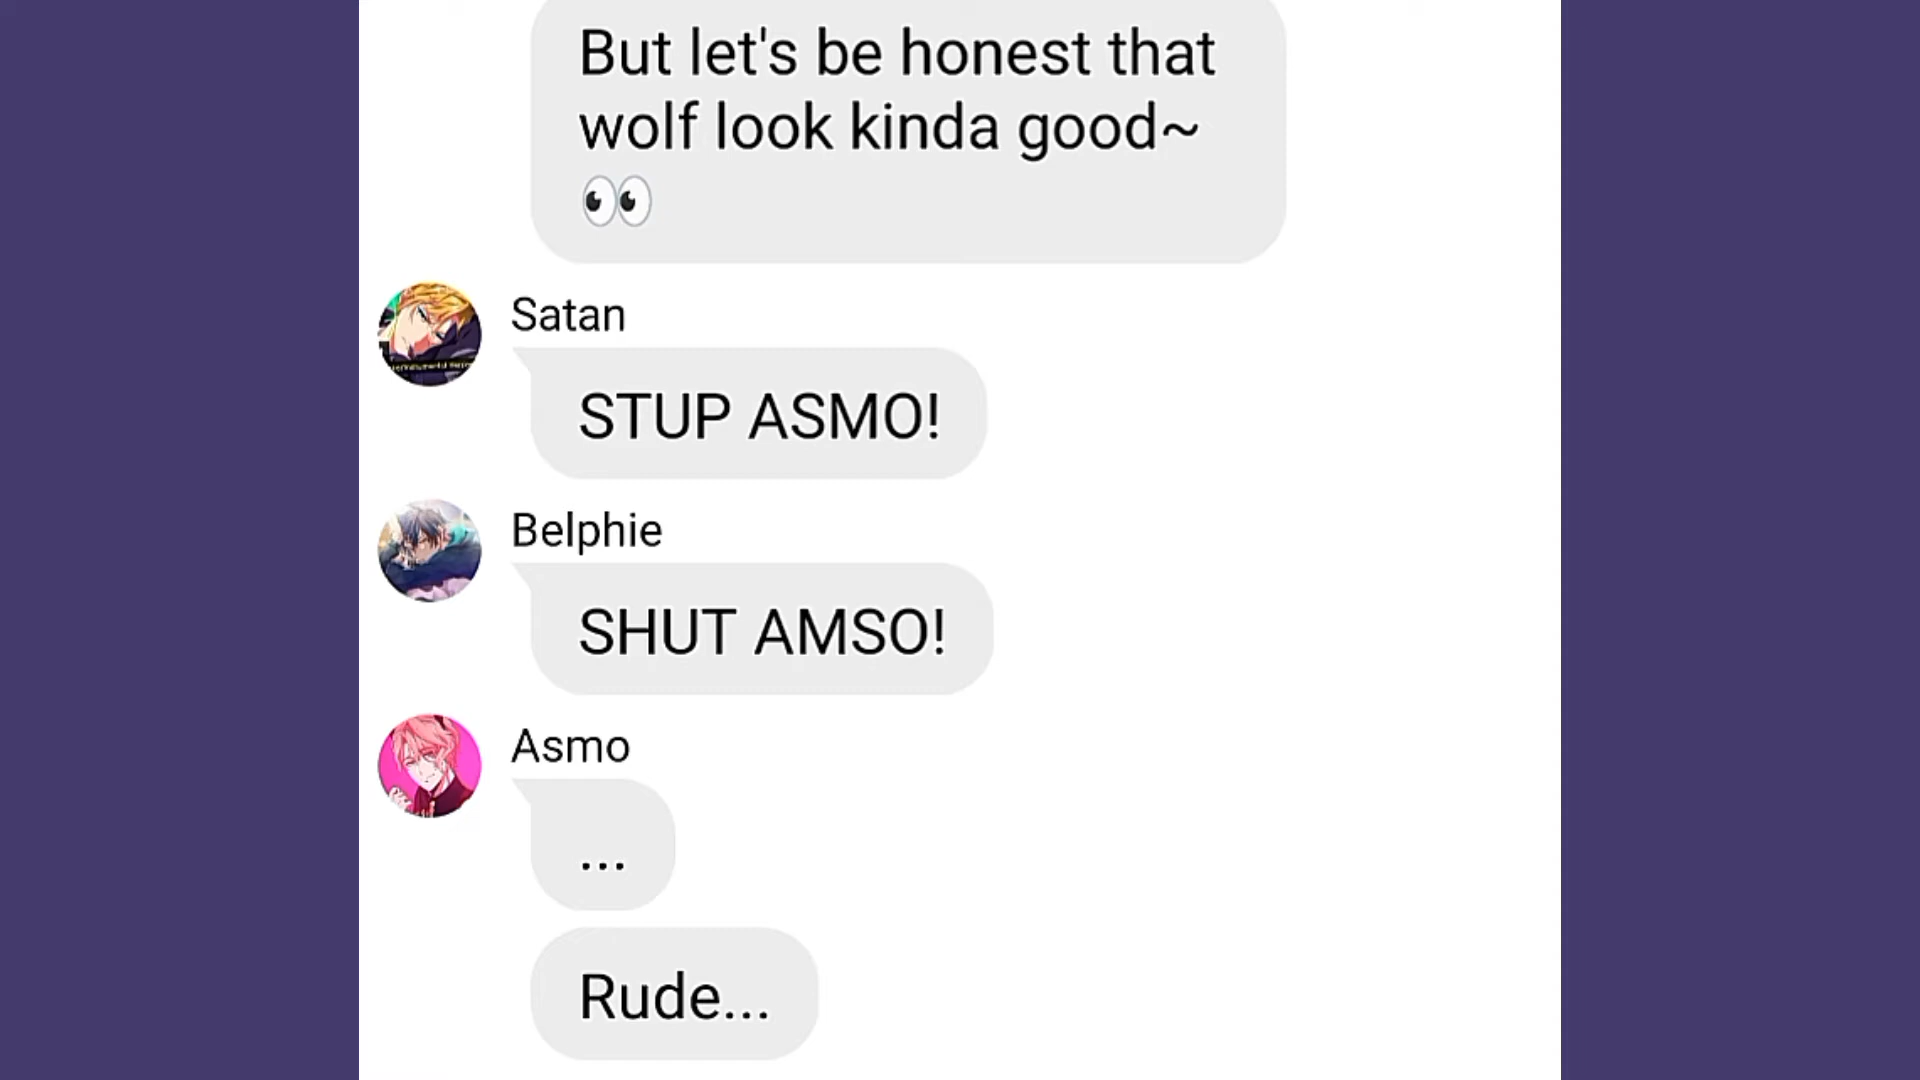 But let's be honest that
wolf look kinda good~
👀
Satan
STUP ASMO!
Belphie
SHUT AMSO!
Asmo
...
Rude...